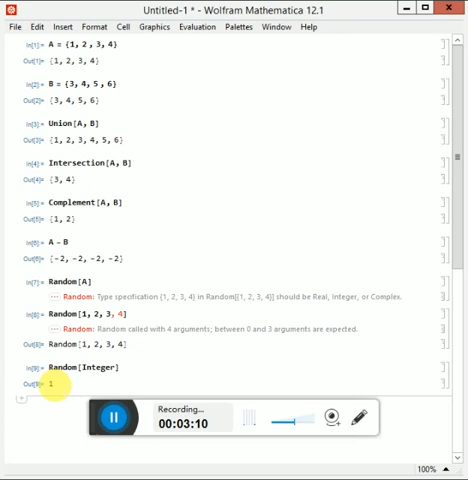 Untitled-1 * - Wolfram Mathematica 12.1
File Edit Insert Format Cell Graphics Evaluation Palettes Window Help
In[1]:= A = {1, 2, 3, 4}
Out[1]= {1, 2, 3, 4}
In[2]:= B = {3, 4, 5, 6}
Out[2]= {3, 4, 5, 6}
In[3]:= Union[A, B]
Out[3]= {1, 2, 3, 4, 5, 6}
In[4]:= Intersection[A, B]
Out[4]= {3, 4}
In[5]:= Complement[A, B]
Out[5]= {1, 2}
In[6]:= A - B
Out[6]= {-2, -2, -2, -2}
In[7]:= Random[A]
Random: Type specification {1, 2, 3, 4} in Random[{1, 2, 3, 4}] should be Real, Integer, or Complex.
In[8]:= Random[1, 2, 3, 4]
Random: Random called with 4 arguments; between 0 and 3 arguments are expected.
Out[8]= Random[1, 2, 3, 4]
In[9]:= Random[Integer]
Out[9]= 1
Recording...
00:03:10
100%